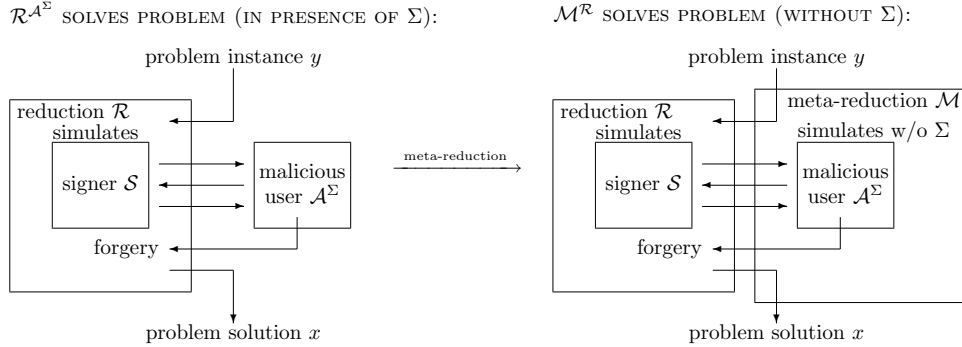 𝓡^{𝓐^Σ} SOLVES PROBLEM (IN PRESENCE OF Σ):
problem instance y
reduction 𝓡
simulates
signer 𝓢
malicious
user 𝓐^Σ
forgery
problem solution x
meta-reduction
𝓜^𝓡 SOLVES PROBLEM (WITHOUT Σ):
problem instance y
reduction 𝓡
simulates
signer 𝓢
meta-reduction 𝓜
simulates w/o Σ
malicious
user 𝓐^Σ
forgery
problem solution x